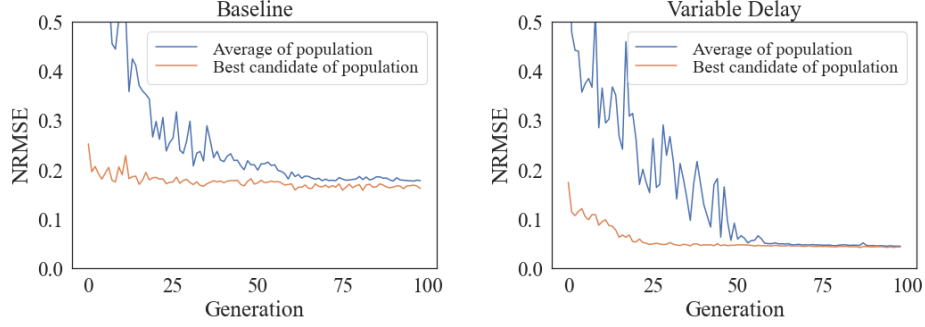 Baseline
0.5
0.4
0.3
0.2
0.1
0.0
NRMSE
Average of population
Best candidate of population
0 25 50 75 100
Generation
Variable Delay
0.5
0.4
0.3
0.2
0.1
0.0
NRMSE
Average of population
Best candidate of population
0 25 50 75 100
Generation